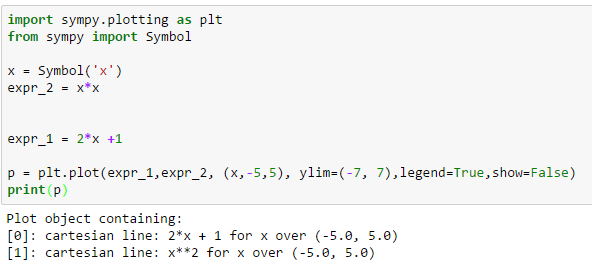 import sympy.plotting as plt
from sympy import Symbol
x = Symbol('x')
expr_2 = x*x
expr_1 = 2*x +1
p = plt.plot(expr_1,expr_2, (x,-5,5), ylim=(-7, 7),legend=True,show=False)
print(p)
Plot object containing:
[0]: cartesian line: 2*x + 1 for x over (-5.0, 5.0)
[1]: cartesian line: x**2 for x over (-5.0, 5.0)